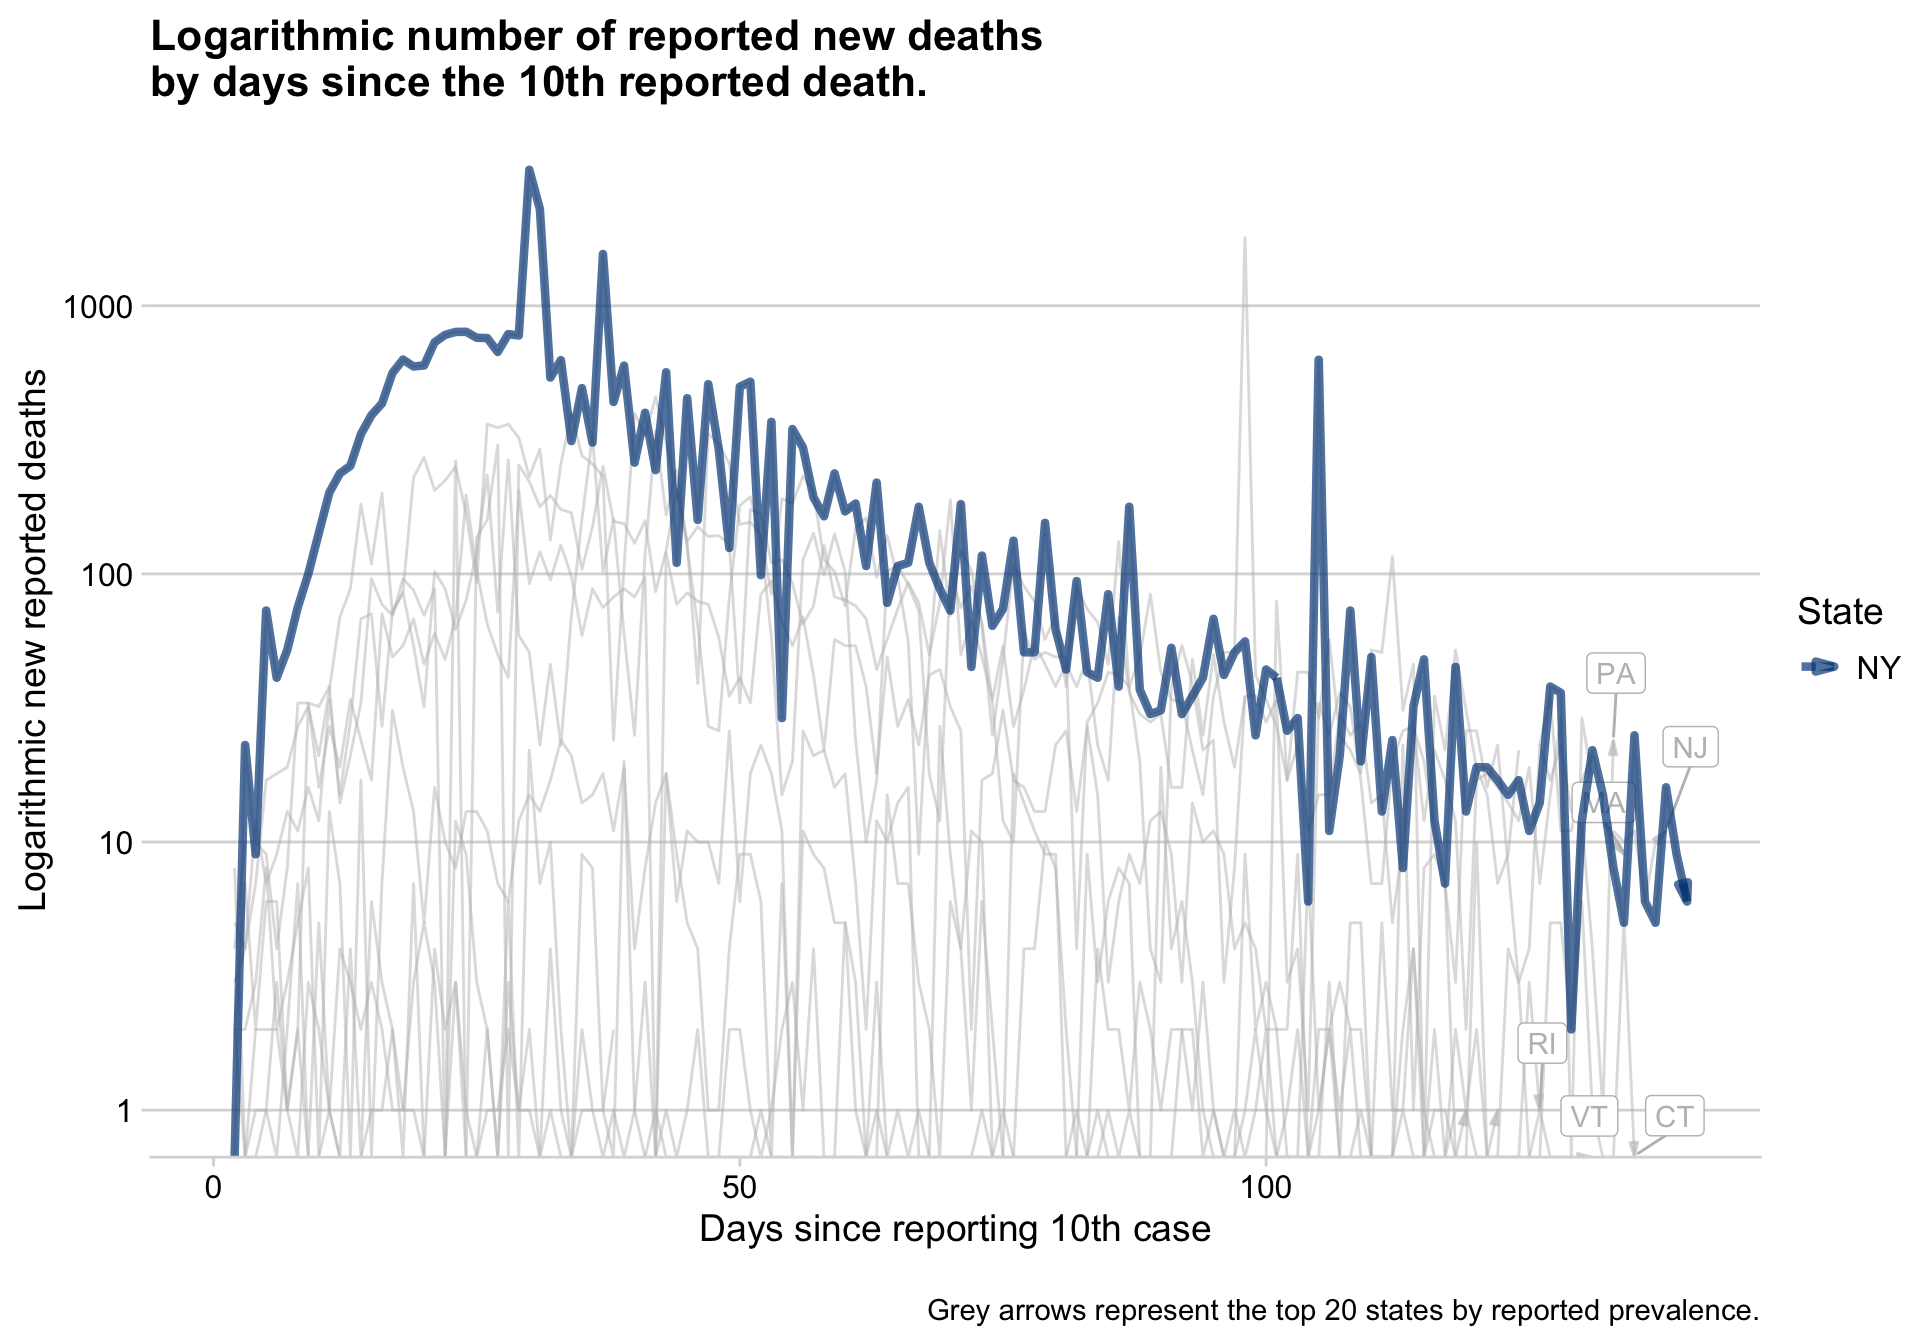 Logarithmic number of reported new deaths
by days since the 10th reported death.
Logarithmic new reported deaths
1000
100
10
1
PA
NJ
MA
RI
VT
CT
State
NY
0
50
100
Days since reporting 10th case
Grey arrows represent the top 20 states by reported prevalence.